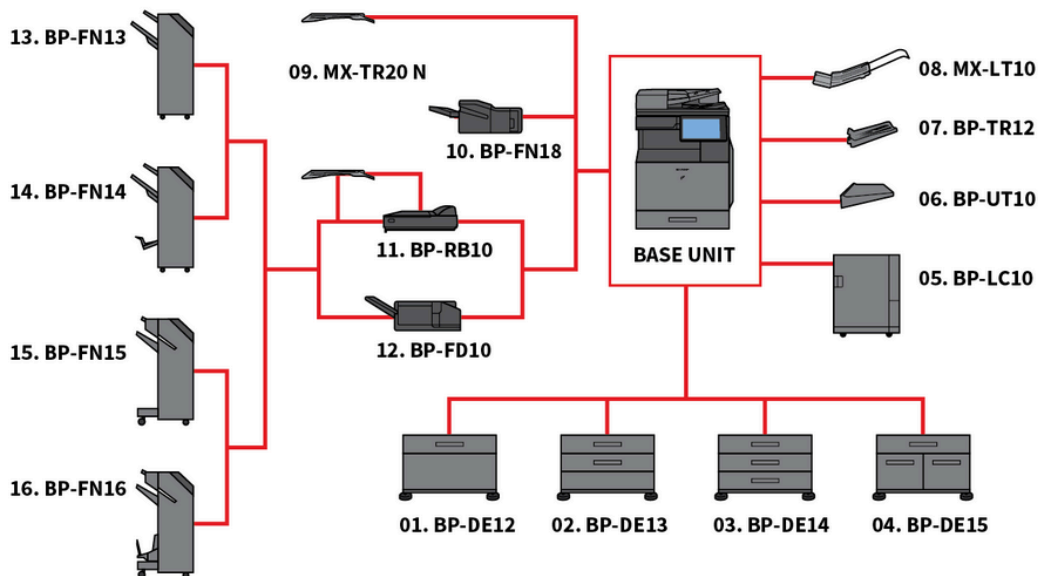 13. BP-FN13
09. MX-TR20 N
08. MX-LT10
07. BP-TR12
10. BP-FN18
14. BP-FN14
06. BP-UT10
11. BP-RB10
BASE UNIT
05. BP-LC10
12. BP-FD10
15. BP-FN15
16. BP-FN16
01. BP-DE12
02. BP-DE13
03. BP-DE14
04. BP-DE15